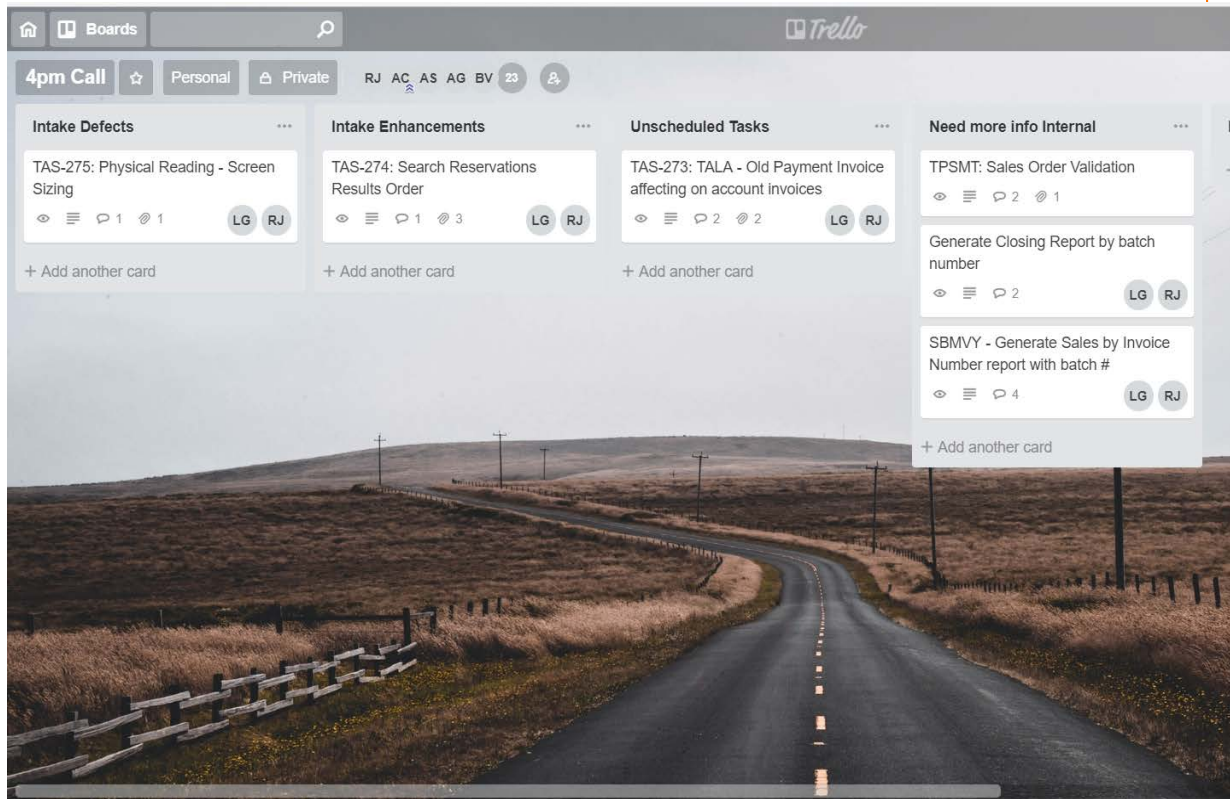 Boards
Trello
4pm Call
Personal
Private
RJ AC AS AG BV 23
Intake Defects
TAS-275: Physical Reading - Screen
Sizing
1 1
LG RJ
+ Add another card
Intake Enhancements
TAS-274: Search Reservations
Results Order
1 3
LG RJ
+ Add another card
Unscheduled Tasks
TAS-273: TALA - Old Payment Invoice
affecting on account invoices
2 2
LG RJ
+ Add another card
Need more info Internal
TPSMT: Sales Order Validation
2 1
Generate Closing Report by batch
number
2
LG RJ
SBMVY - Generate Sales by Invoice
Number report with batch #
4
LG RJ
+ Add another card